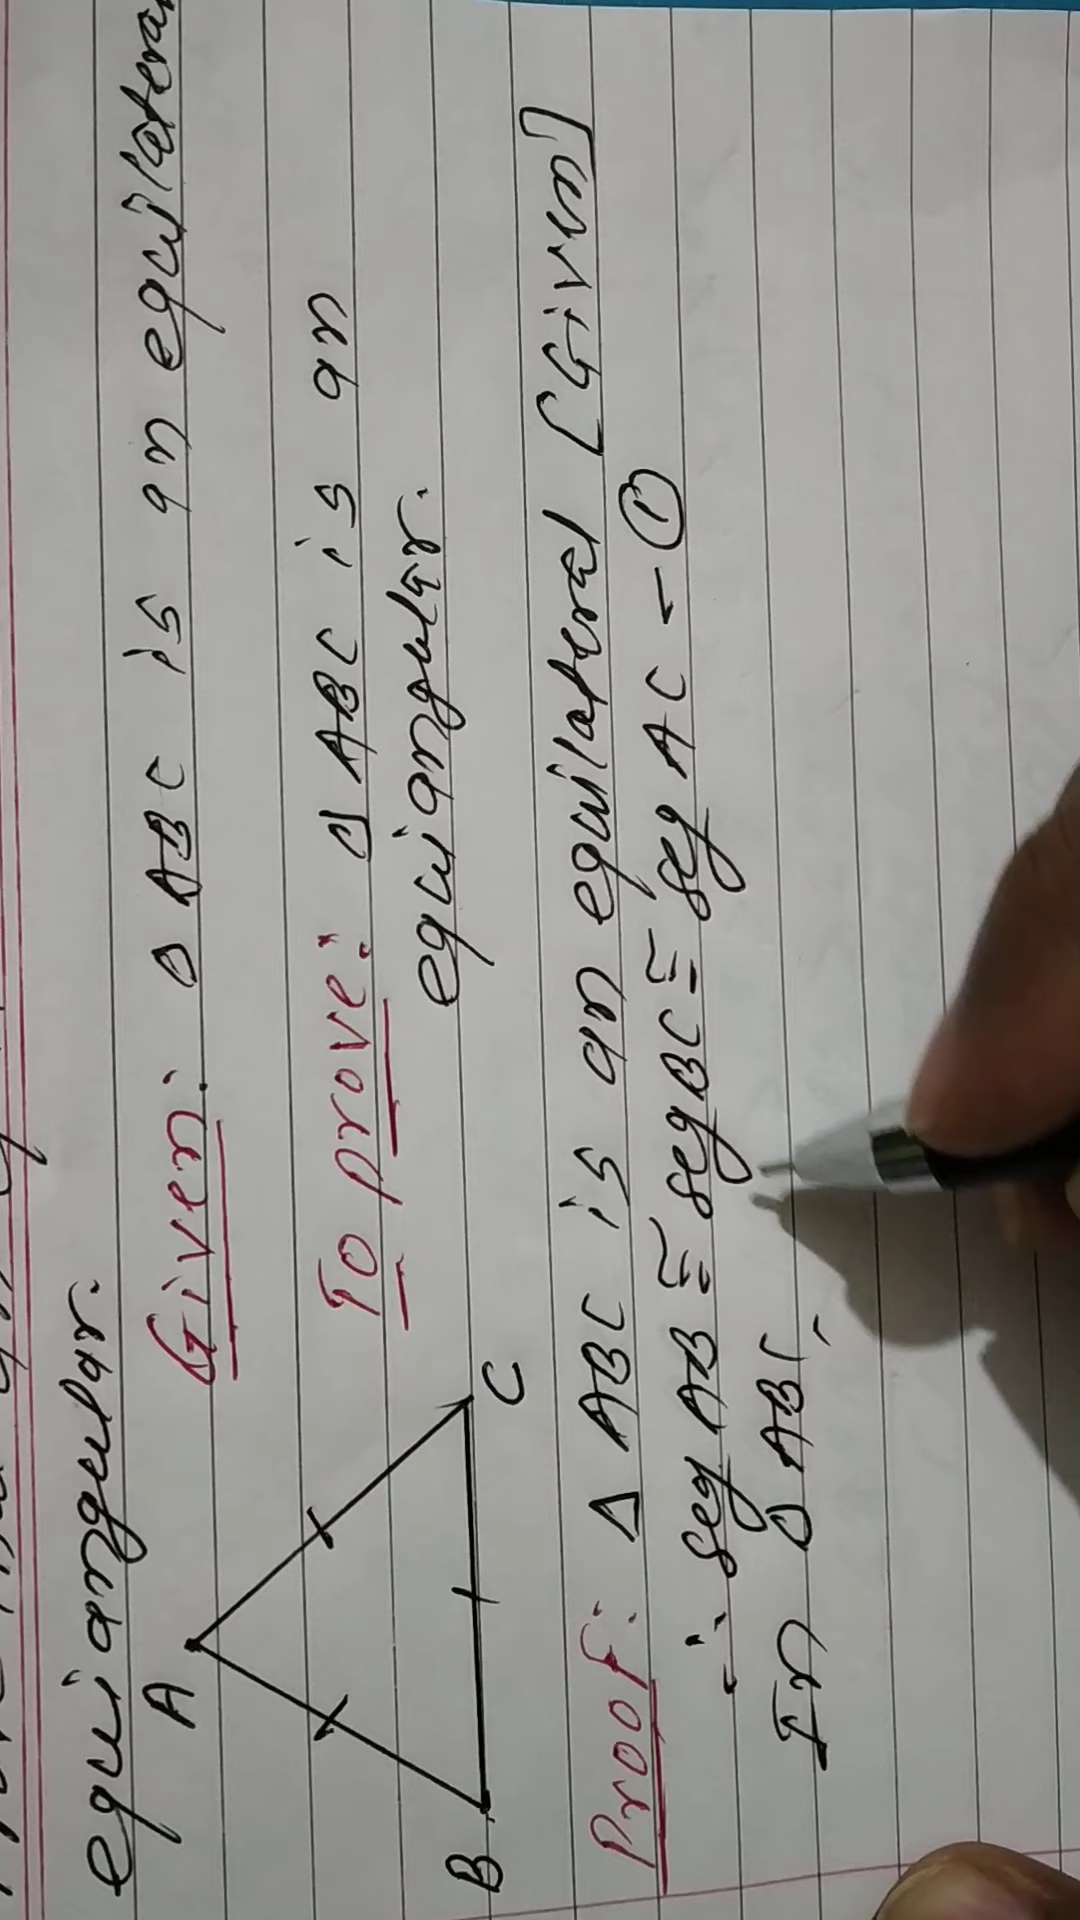 equiangular.
Given: Δ ABC is an equilateral
A
To prove: Δ ABC is an
equiangular.
B
C
Proof: Δ ABC is an equilateral [Given]
∴ seg AB ≅ seg BC ≅ seg AC - ①
In Δ ABC,